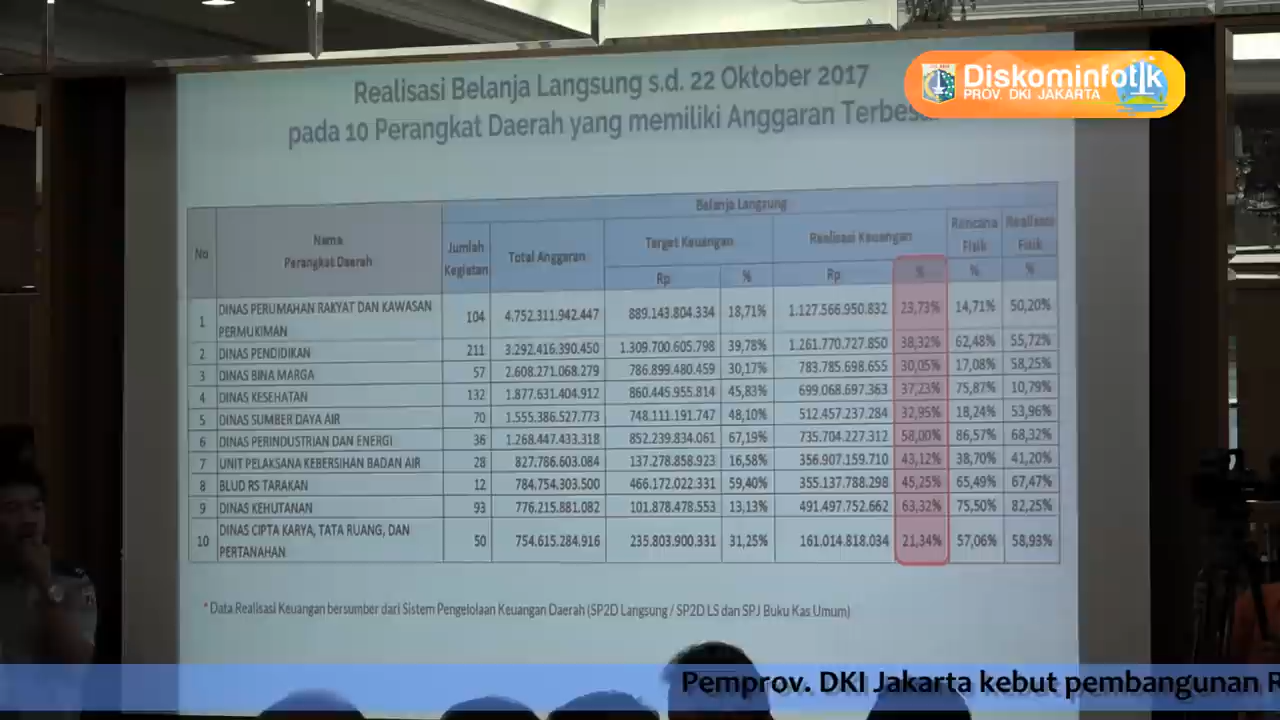 Diskominfotik
PROV. DKI JAKARTA
Realisasi Belanja Langsung s.d. 22 Oktober 2017
pada 10 Perangkat Daerah yang memiliki Anggaran
No Nama Perangkat Daerah Jumlah Kegiatan Total Anggaran Belanja Langsung
Target Keuangan Realisasi Keuangan Rencana Fisik Realisasi Fisik
Rp % Rp % % %
1 DINAS PERUMAHAN RAKYAT DAN KAWASAN PERMUKIMAN 104 4.752.311.942.447 889.143.804.334 18,71% 1.127.566.950.832 23,73% 14,71% 50,20%
2 DINAS PENDIDIKAN 211 3.292.416.390.450 1.309.700.605.798 39,78% 1.261.770.727.850 38,32% 62,48% 55,72%
3 DINAS BINA MARGA 57 2.608.271.068.279 786.899.480.459 30,17% 783.785.698.655 30,05% 17,08% 58,25%
4 DINAS KESEHATAN 132 1.877.631.404.912 860.445.955.814 45,83% 699.068.697.363 37,23% 75,87% 10,79%
5 DINAS SUMBER DAYA AIR 70 1.555.386.527.773 748.111.191.747 48,10% 512.457.237.284 32,95% 18,24% 53,96%
6 DINAS PERINDUSTRIAN DAN ENERGI 36 1.268.447.433.318 852.239.834.061 67,19% 735.704.227.312 58,00% 86,57% 68,32%
7 UNIT PELAKSANA KEBERSIHAN BADAN AIR 28 827.786.603.084 137.278.858.923 16,58% 356.907.159.710 43,12% 38,70% 41,20%
8 BLUD RS TARAKAN 12 784.754.303.500 466.172.022.331 59,40% 355.137.788.298 45,25% 65,49% 67,47%
9 DINAS KEHUTANAN 93 776.215.881.082 101.878.478.553 13,13% 491.497.752.662 63,32% 75,50% 82,25%
10 DINAS CIPTA KARYA, TATA RUANG, DAN PERTANAHAN 50 754.615.284.916 235.803.900.331 31,25% 161.014.818.034 21,34% 57,06% 58,93%
* Data Realisasi Keuangan bersumber dari Sistem Pengelolaan Keuangan Daerah (SP2D Langsung / SP2D LS dan SPJ Buku Kas Umum)
Pemprov. DKI Jakarta kebut pembangunan